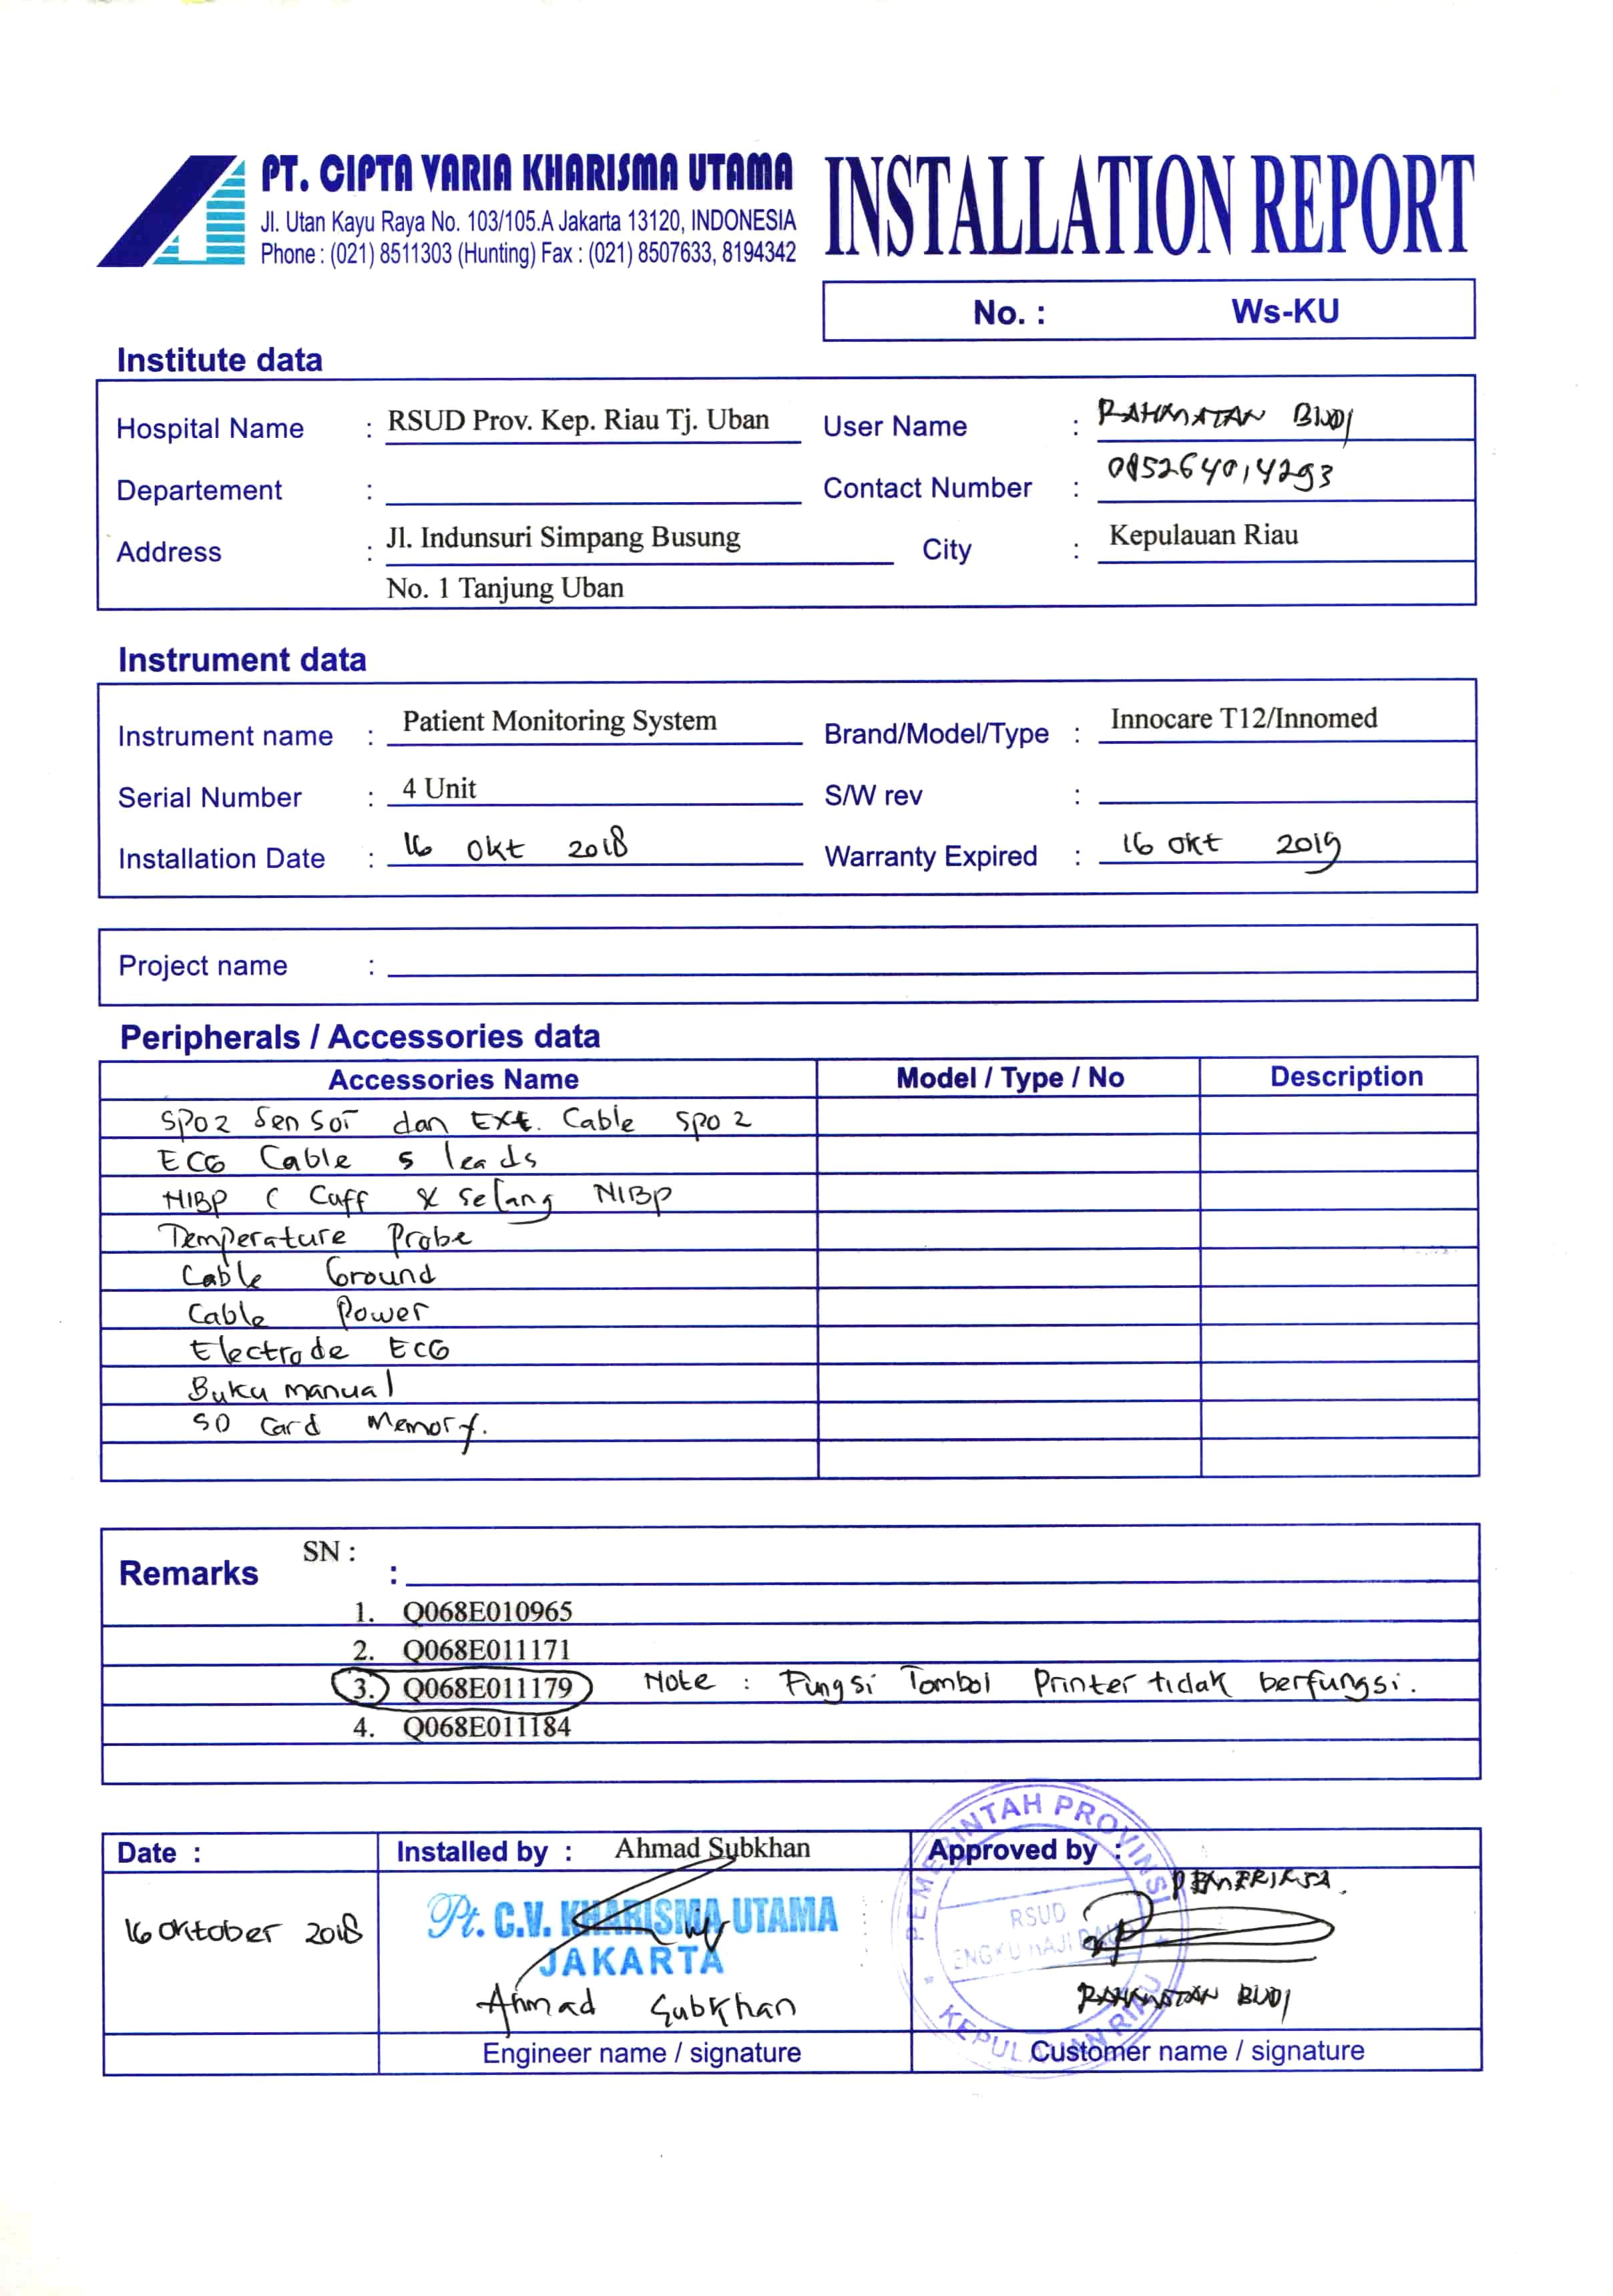 PT. CIPTA VARIA KHARISMA UTAMA
Jl. Utan Kayu Raya No. 103/105.A Jakarta 13120, INDONESIA
Phone : (021) 8511303 (Hunting) Fax : (021) 8507633, 8194342
INSTALLATION REPORT
No. : Ws-KU
Institute data
Hospital Name : RSUD Prov. Kep. Riau Tj. Uban User Name : RAHMATAN BUDI
Departement : Contact Number : 085264014293
Address : Jl. Indunsuri Simpang Busung City : Kepulauan Riau
No. 1 Tanjung Uban
Instrument data
Instrument name : Patient Monitoring System Brand/Model/Type : Innocare T12/Innomed
Serial Number : 4 Unit S/W rev :
Installation Date : 16 Okt 2018 Warranty Expired : 16 Okt 2019
Project name :
Peripherals / Accessories data
Accessories Name Model / Type / No Description
SPO2 Sensor dan Ext. Cable SPO2
ECG Cable 5 leads
NIBP ( Cuff & Selang NIBP
Temperature Probe
Cable Ground
Cable Power
Electrode ECG
Buku manual
SD Card Memory.
SN :
Remarks :
1. Q068E010965
2. Q068E011171
3. Q068E011179 Note : Fungsi Tombol Printer tidak berfungsi.
4. Q068E011184
Date : Installed by : Ahmad Subkhan Approved by :
PEMERIKSA.
16 Oktober 2018
Pt. C.V. KHARISMA UTAMA
JAKARTA
Ahmad Subkhan
PEMERINTAH PROVINSI
RSUD
ENGKU HAJI DAUD
KEPULAUAN RIAU
RAHMATAN BUDI
Engineer name / signature Customer name / signature